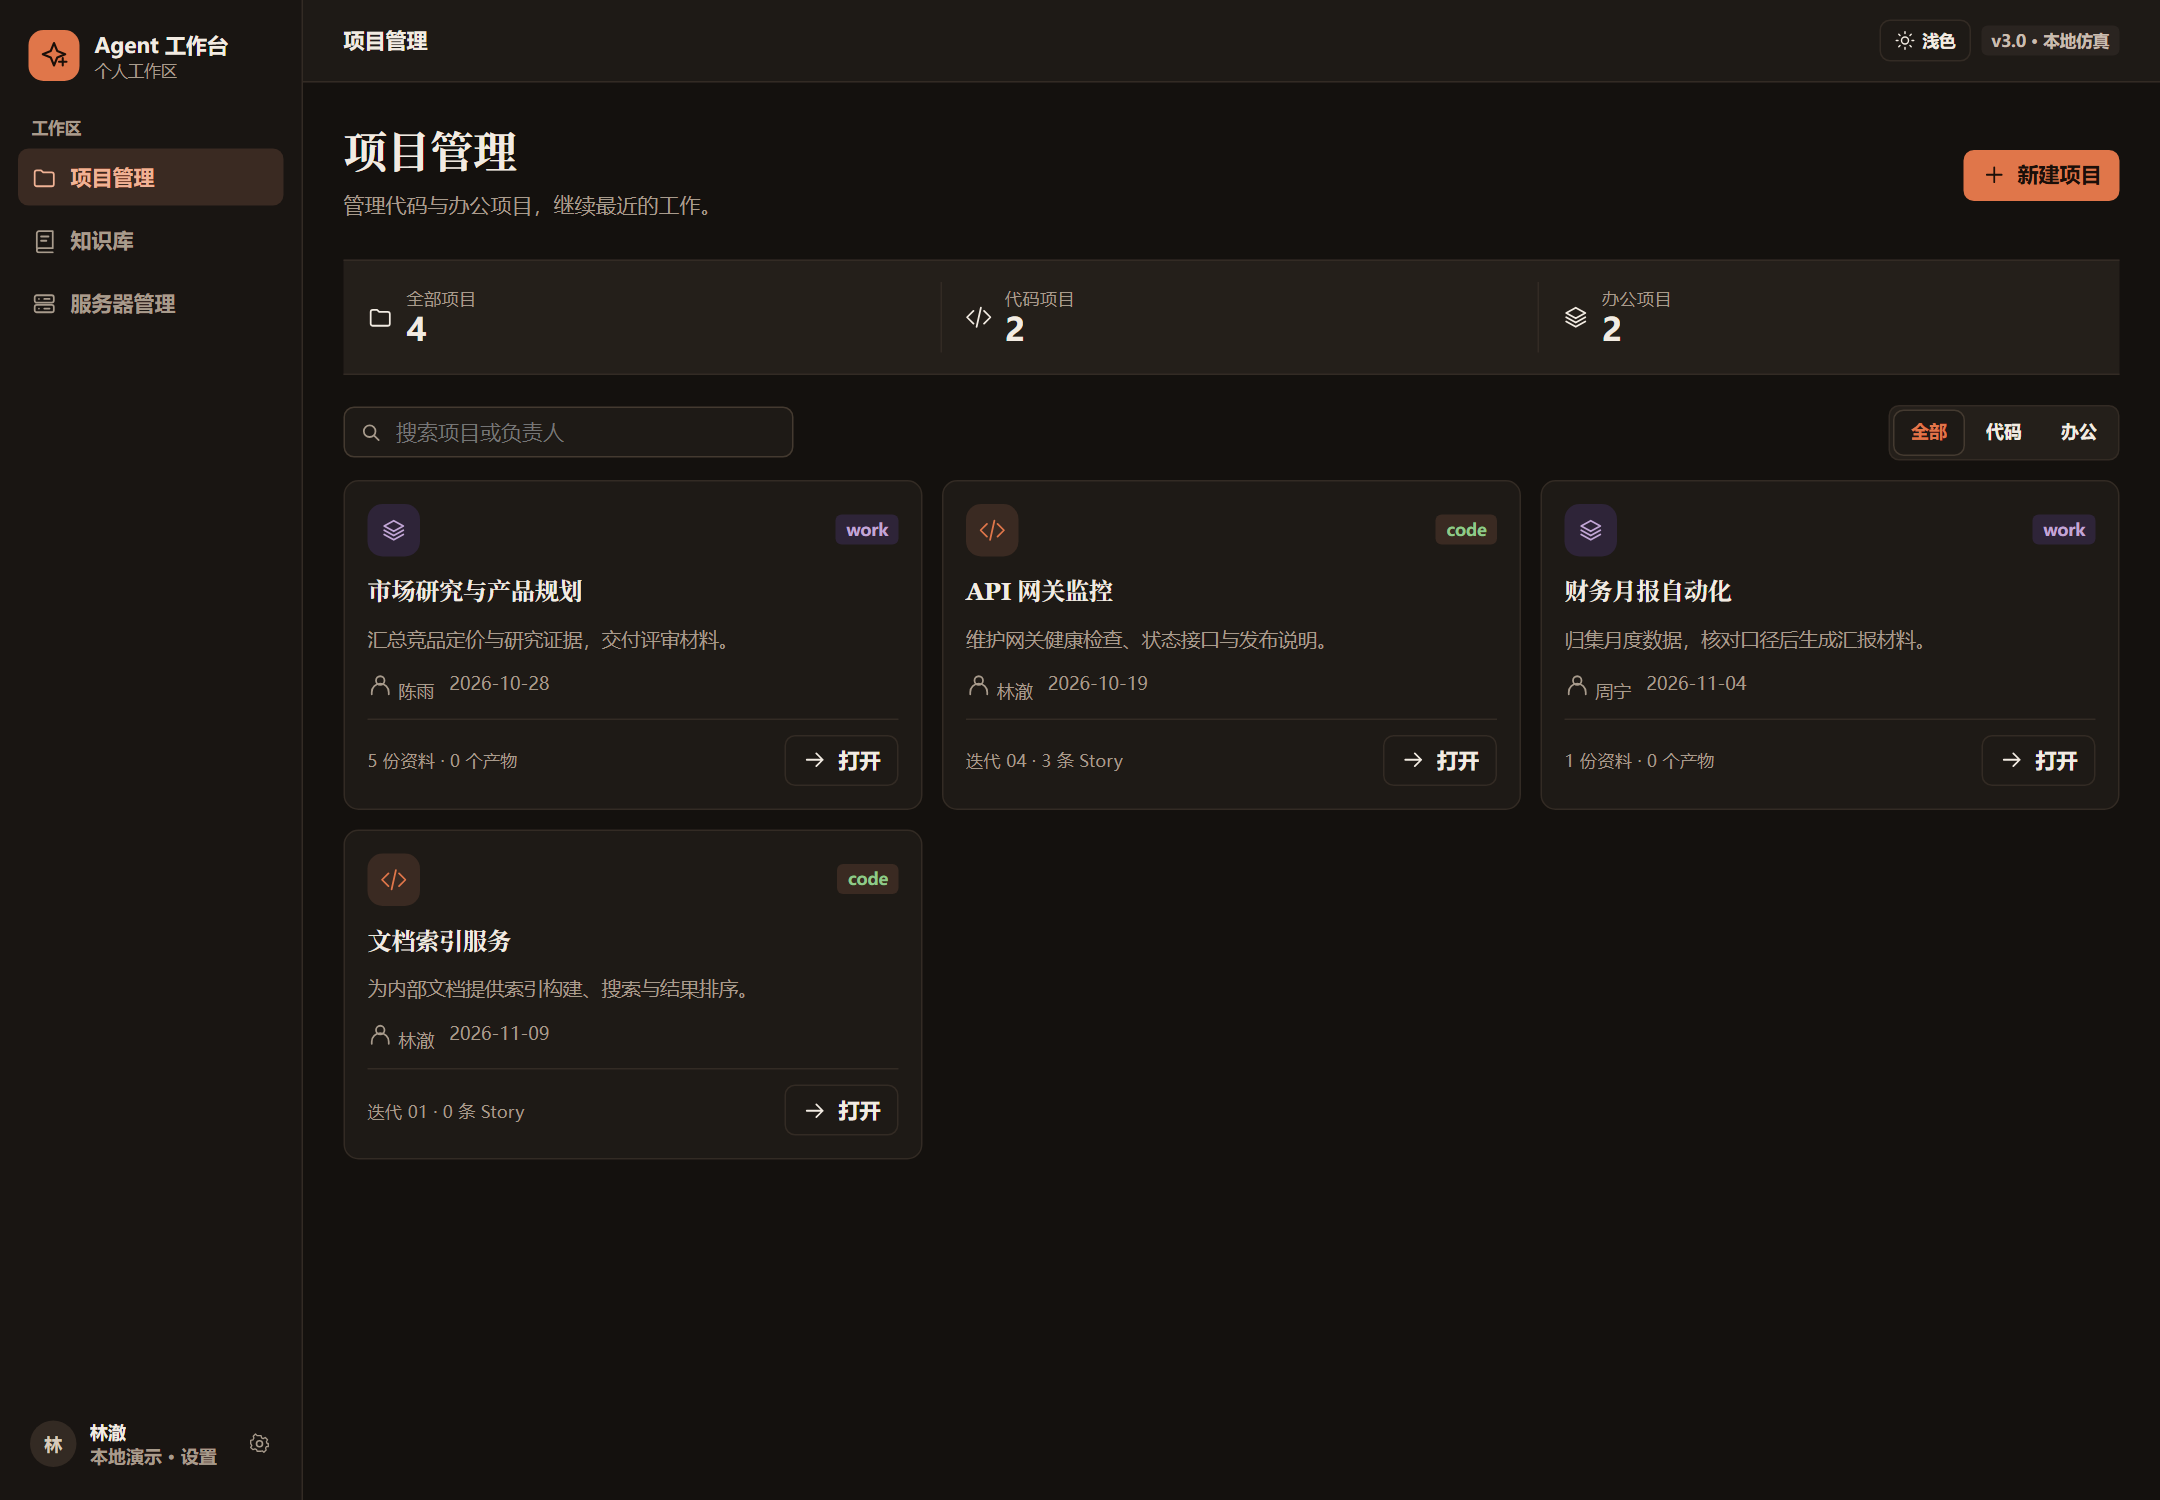 Agent 工作台
个人工作区
工作区
项目管理
知识库
服务器管理
林
林澈
本地演示 • 设置
项目管理
浅色
v3.0 • 本地仿真
项目管理
管理代码与办公项目，继续最近的工作。
新建项目
全部项目
4
代码项目
2
办公项目
2
搜索项目或负责人
全部
代码
办公
work
市场研究与产品规划
汇总竞品定价与研究证据，交付评审材料。
陈雨 2026-10-28
5 份资料 · 0 个产物
打开
code
API 网关监控
维护网关健康检查、状态接口与发布说明。
林澈 2026-10-19
迭代 04 · 3 条 Story
打开
work
财务月报自动化
归集月度数据，核对口径后生成汇报材料。
周宁 2026-11-04
1 份资料 · 0 个产物
打开
code
文档索引服务
为内部文档提供索引构建、搜索与结果排序。
林澈 2026-11-09
迭代 01 · 0 条 Story
打开